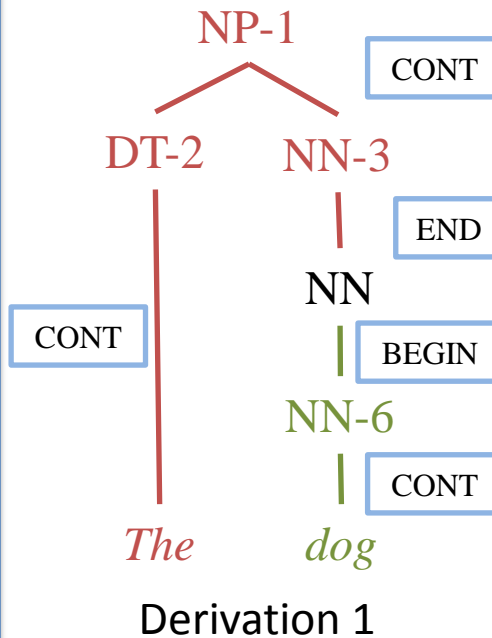 NP-1
CONT
DT-2 NN-3
END
NN
CONT
BEGIN
NN-6
CONT
The dog
Derivation 1